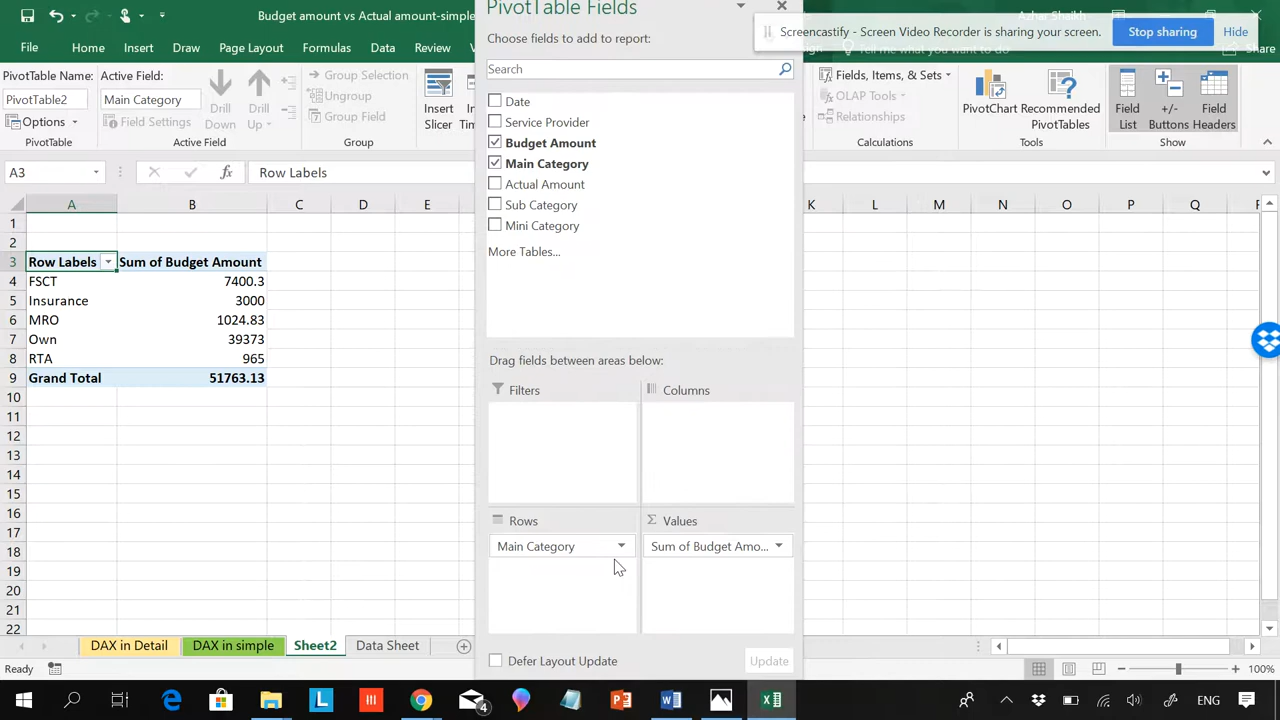 Budget amount vs Actual amount-simple
PivotTable Fields
Azhar Shaikh
Screencastify - Screen Video Recorder is sharing your screen.
Stop sharing
Hide
File
Home
Insert
Draw
Page Layout
Formulas
Data
Review
Tell me what you want to do
Share
Choose fields to add to report:
Search
PivotTable Name:
PivotTable2
Options
PivotTable
Active Field:
Main Category
Field Settings
Active Field
Drill Down
Drill Up
Group Selection
Ungroup
Group Field
Group
Insert Slicer
Fields, Items, & Sets
OLAP Tools
Relationships
Calculations
PivotChart
Recommended PivotTables
Tools
Field List
+/- Buttons
Field Headers
Show
A3
fx
Row Labels
A B C D E K L M N O P Q
1
2
3 Row Labels Sum of Budget Amount
4 FSCT 7400.3
5 Insurance 3000
6 MRO 1024.83
7 Own 39373
8 RTA 965
9 Grand Total 51763.13
10
11
12
13
14
15
16
17
18
19
20
21
22
Date
Service Provider
Budget Amount
Main Category
Actual Amount
Sub Category
Mini Category
More Tables...
Drag fields between areas below:
Filters
Columns
Rows
Values
Main Category
Sum of Budget Amo...
Defer Layout Update
Update
DAX in Detail
DAX in simple
Sheet2
Data Sheet
Ready
100%
4
ENG